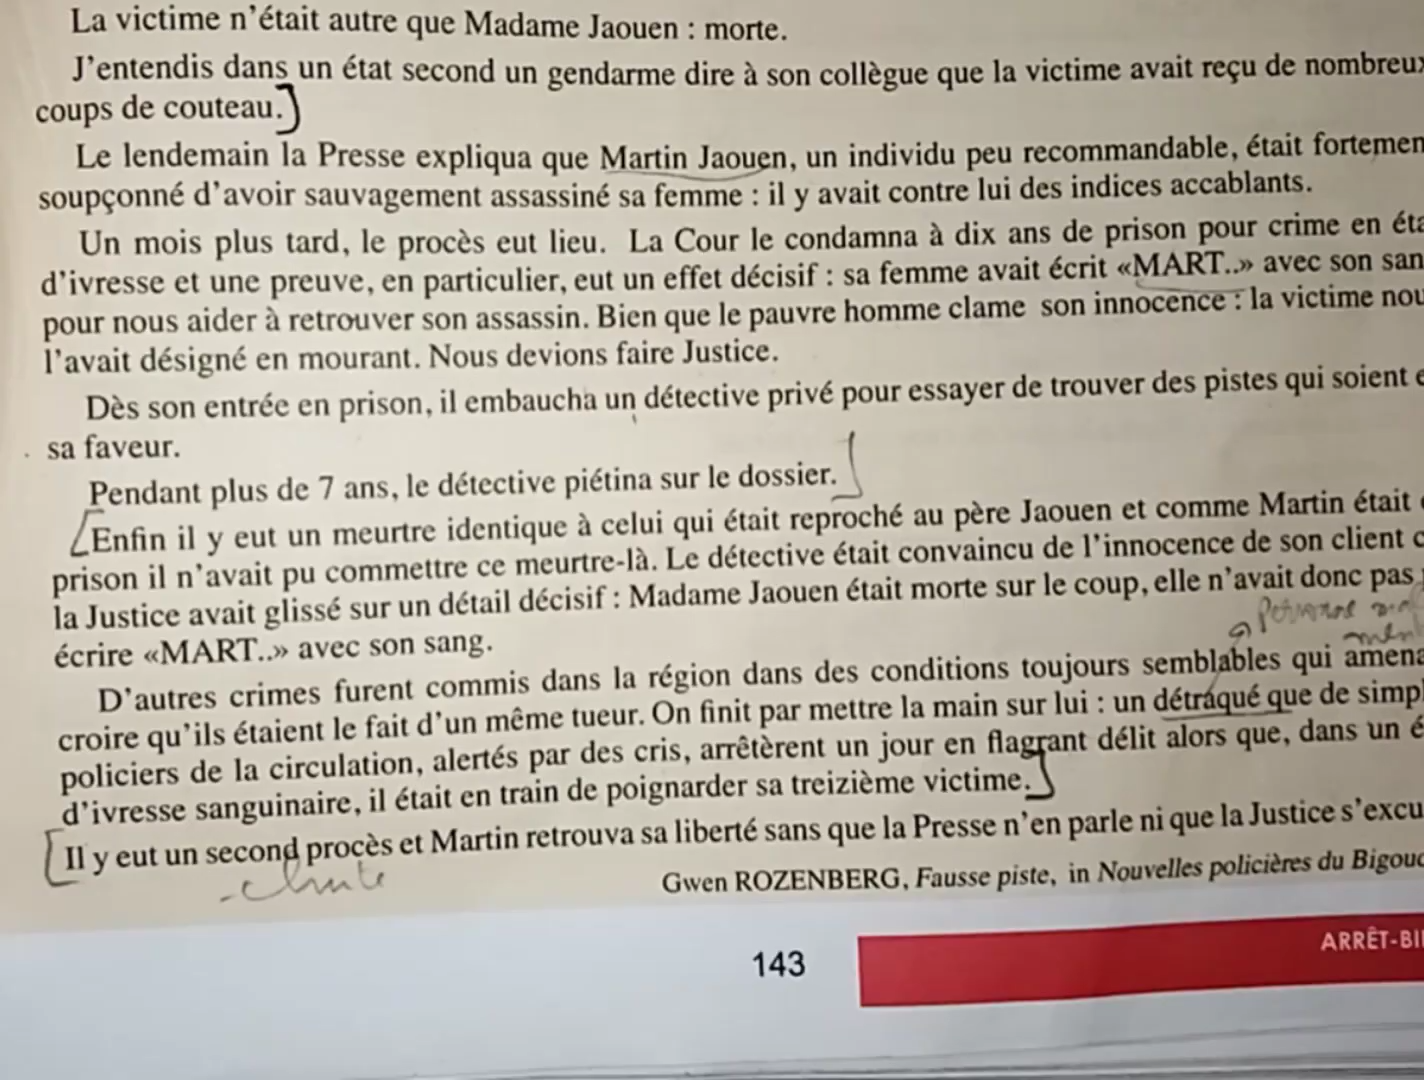 La victime n'était autre que Madame Jaouen : morte.
J'entendis dans un état second un gendarme dire à son collègue que la victime avait reçu de nombreux
coups de couteau.
Le lendemain la Presse expliqua que Martin Jaouen, un individu peu recommandable, était fortemen
soupçonné d'avoir sauvagement assassiné sa femme : il y avait contre lui des indices accablants.
Un mois plus tard, le procès eut lieu. La Cour le condamna à dix ans de prison pour crime en éta
d'ivresse et une preuve, en particulier, eut un effet décisif : sa femme avait écrit «MART..» avec son san
pour nous aider à retrouver son assassin. Bien que le pauvre homme clame son innocence : la victime nou
l'avait désigné en mourant. Nous devions faire Justice.
Dès son entrée en prison, il embaucha un détective privé pour essayer de trouver des pistes qui soient e
sa faveur.
Pendant plus de 7 ans, le détective piétina sur le dossier.
Enfin il y eut un meurtre identique à celui qui était reproché au père Jaouen et comme Martin était
prison il n'avait pu commettre ce meurtre-là. Le détective était convaincu de l'innocence de son client
la Justice avait glissé sur un détail décisif : Madame Jaouen était morte sur le coup, elle n'avait donc pas
écrire «MART..» avec son sang.
D'autres crimes furent commis dans la région dans des conditions toujours semblables qui amena
croire qu'ils étaient le fait d'un même tueur. On finit par mettre la main sur lui : un détraqué que de simpl
policiers de la circulation, alertés par des cris, arrêtèrent un jour en flagrant délit alors que, dans un é
d'ivresse sanguinaire, il était en train de poignarder sa treizième victime.
Il y eut un second procès et Martin retrouva sa liberté sans que la Presse n'en parle ni que la Justice s'excu
- chute
Gwen ROZENBERG, Fausse piste, in Nouvelles policières du Bigoud
143
ARRÊT-BI